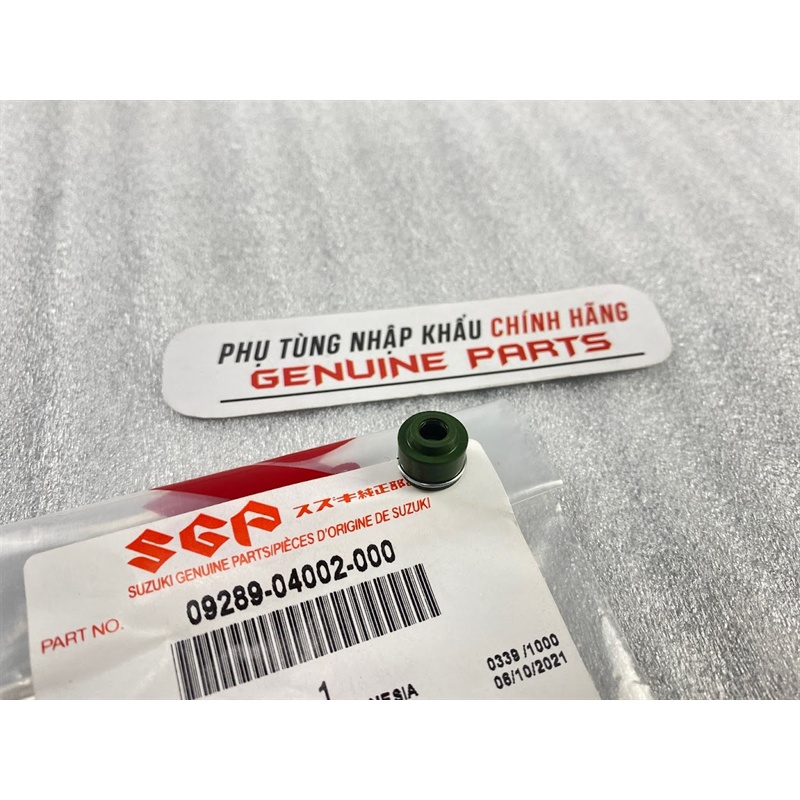 PHỤ TÙNG NHẬP KHẨU CHÍNH HÃNG
GENUINE PARTS
SGP スズキ純正部
SUZUKI GENUINE PARTS/PIÈCES D'ORIGINE DE SUZUKI
PART NO. 09289-04002-000
1
NESIA
0339 /1000
06/10/2021